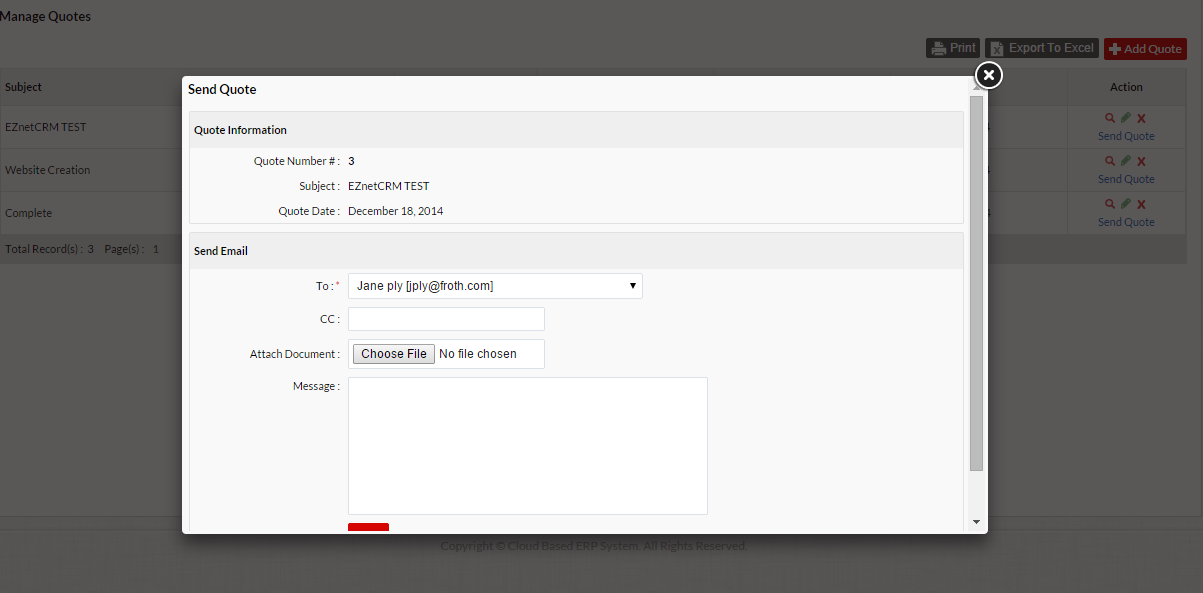 Manage Quotes
Print
Export To Excel
Add Quote
Subject
Action
EZnetCRM TEST
Send Quote
Website Creation
Send Quote
Complete
Send Quote
Total Record(s) : 3 Page(s) : 1
Send Quote
Quote Information
Quote Number # : 3
Subject : EZnetCRM TEST
Quote Date : December 18, 2014
Send Email
To : * Jane ply [jply@froth.com]
CC :
Attach Document : Choose File No file chosen
Message :
Copyright © Cloud Based ERP System. All Rights Reserved.